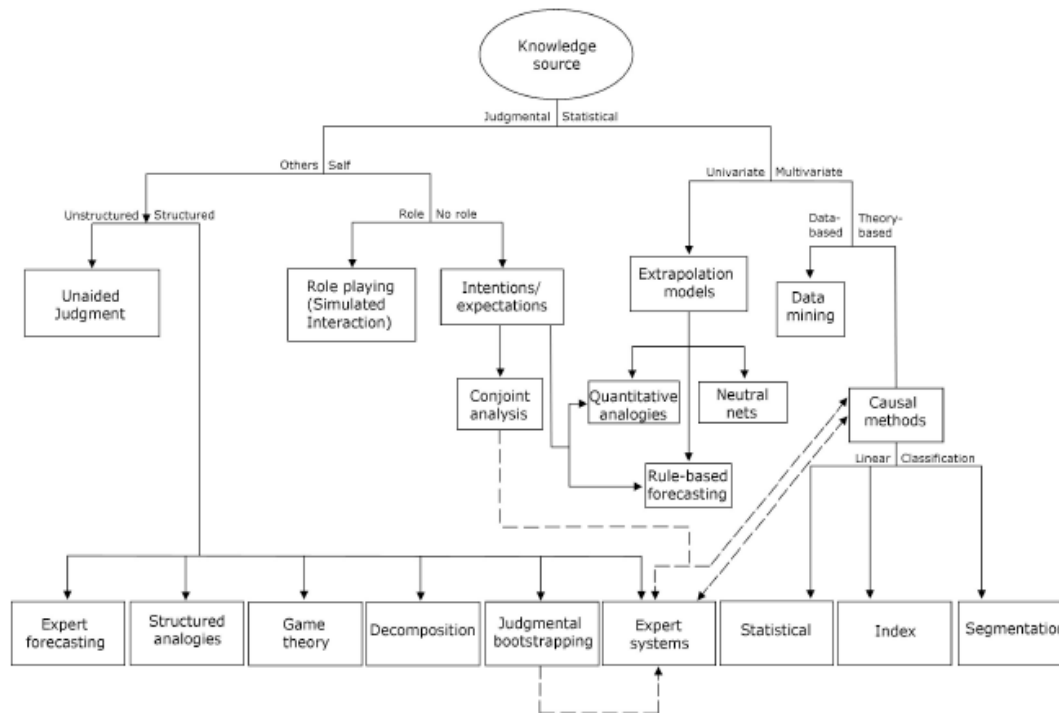 Knowledge
source
Judgmental Statistical
Others Self
Univariate Multivariate
Unstructured Structured
Role No role
Data-
based
Theory-
based
Unaided
Judgment
Role playing
(Simulated
Interaction)
Intentions/
expectations
Extrapolation
models
Data
mining
Conjoint
analysis
Quantitative
analogies
Neutral
nets
Causal
methods
Linear Classification
Rule-based
forecasting
Expert
forecasting
Structured
analogies
Game
theory
Decomposition
Judgmental
bootstrapping
Expert
systems
Statistical
Index
Segmentation